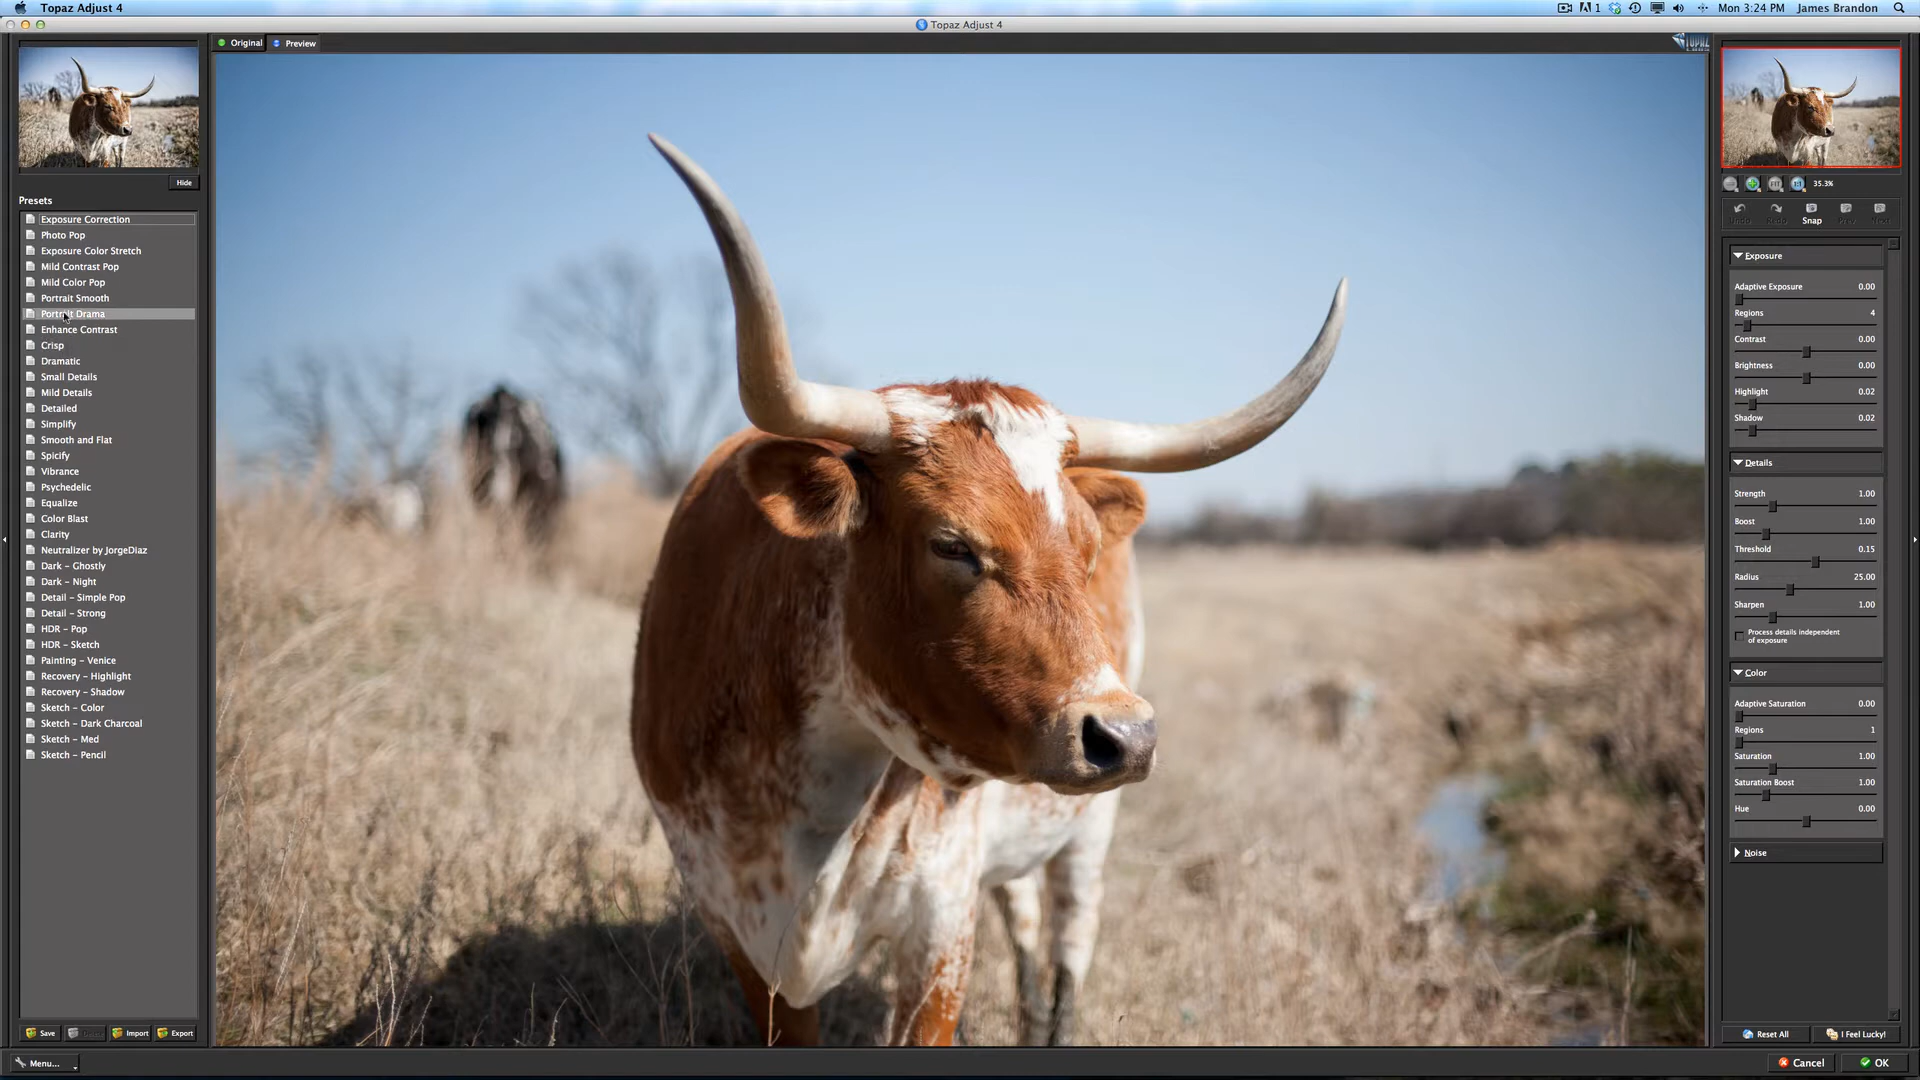 Topaz Adjust 4
1
Mon 3:24 PM
James Brandon
Topaz Adjust 4
Original
Preview
TOPAZ
LABS
Hide
35.3%
Presets
Undo
Redo
Snap
Prev
Next
Exposure Correction
Photo Pop
Exposure Color Stretch
Mild Contrast Pop
Mild Color Pop
Portrait Smooth
Portrait Drama
Enhance Contrast
Crisp
Dramatic
Small Details
Mild Details
Detailed
Simplify
Smooth and Flat
Spicify
Vibrance
Psychedelic
Equalize
Color Blast
Clarity
Neutralizer by JorgeDiaz
Dark – Ghostly
Dark – Night
Detail – Simple Pop
Detail – Strong
HDR – Pop
HDR – Sketch
Painting – Venice
Recovery – Highlight
Recovery – Shadow
Sketch – Color
Sketch – Dark Charcoal
Sketch – Med
Sketch – Pencil
Save
Import
Export
Menu...
Exposure
Adaptive Exposure 0.00
Regions 4
Contrast 0.00
Brightness 0.00
Highlight 0.02
Shadow 0.02
Details
Strength 1.00
Boost 1.00
Threshold 0.15
Radius 25.00
Sharpen 1.00
Process details independent
of exposure
Color
Adaptive Saturation 0.00
Regions 1
Saturation 1.00
Saturation Boost 1.00
Hue 0.00
Noise
Reset All
I Feel Lucky!
Cancel
OK